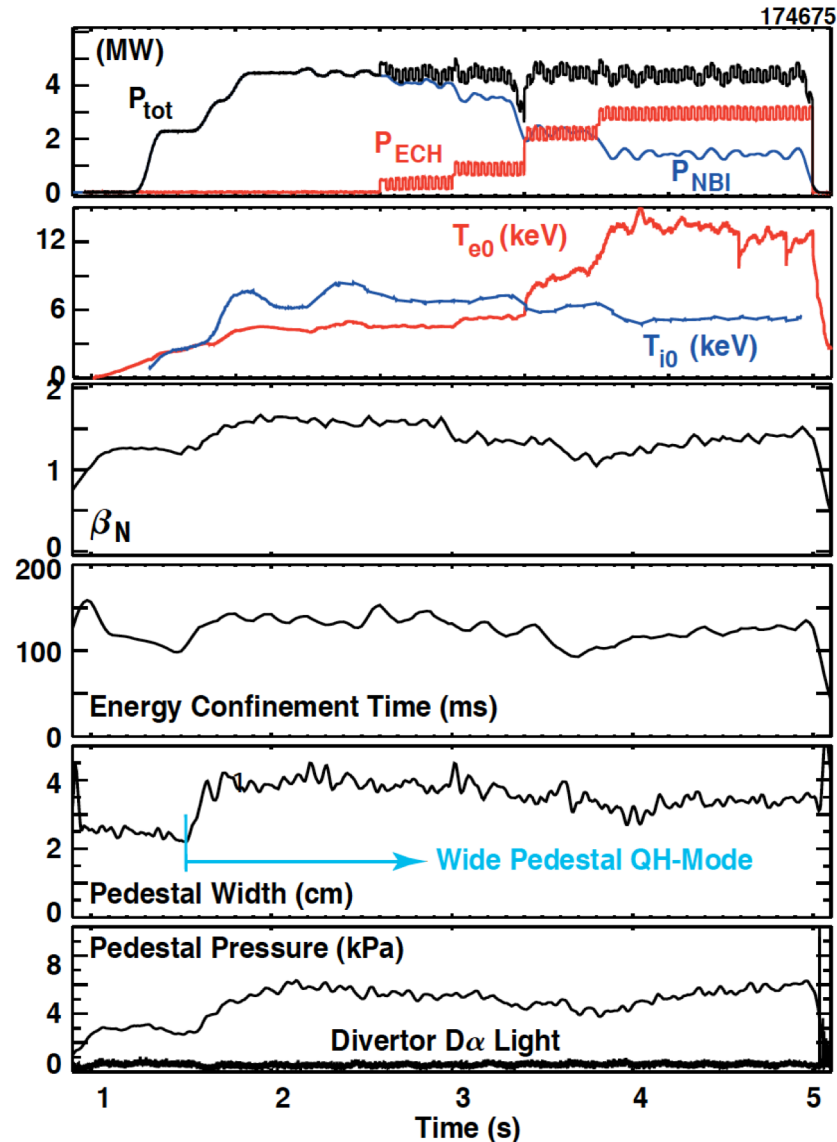 174675
(MW)
4
P_tot
2
P_ECH
P_NBI
0
12
T_e0 (keV)
6
T_i0 (keV)
0
2
1
β_N
0
200
100
Energy Confinement Time (ms)
0
4
2
Wide Pedestal QH-Mode
Pedestal Width (cm)
0
Pedestal Pressure (kPa)
8
4
Divertor Dα Light
0
1 2 3 4 5
Time (s)